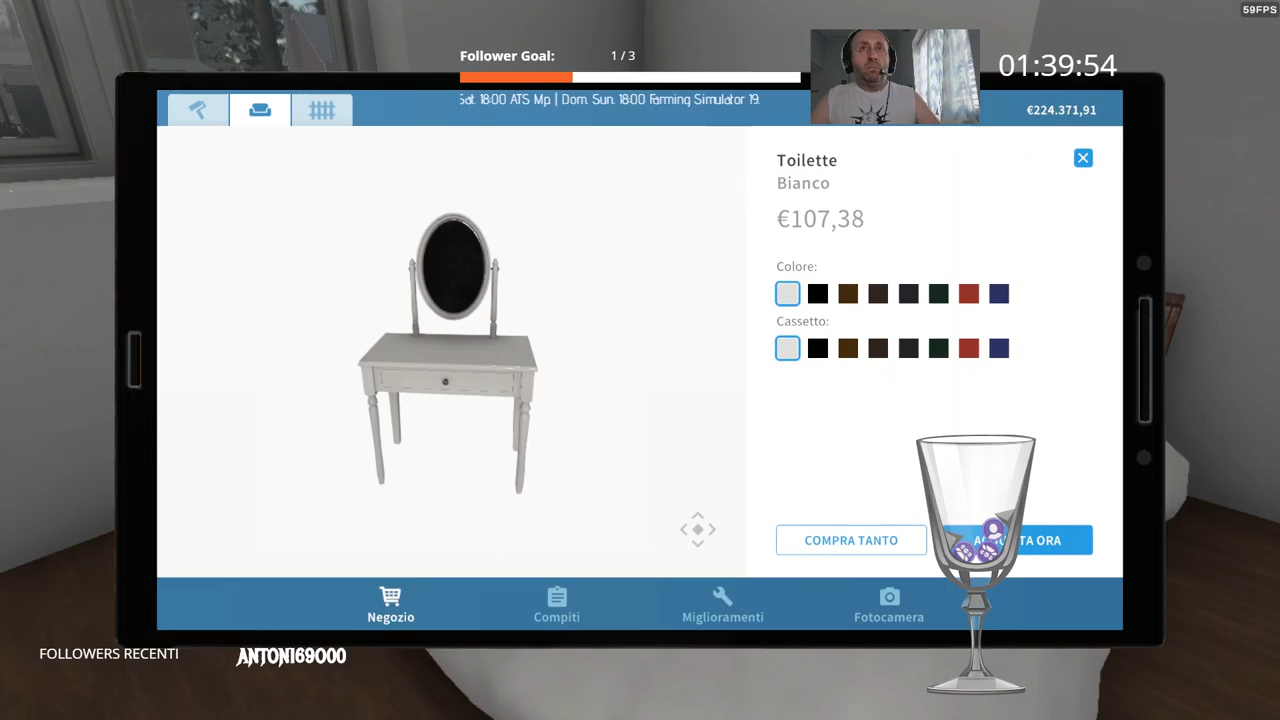 59FPS
Follower Goal: 1 / 3
01:39:54
Sat. 18:00 ATS Mp | Dom. Sun. 18:00 Farming Simulator 19.
€224.371,91
Toilette
Bianco
€107,38
Colore:
Cassetto:
COMPRA TANTO
ORA
Negozio
Compiti
Miglioramenti
Fotocamera
FOLLOWERS RECENTI
ANTONI69000